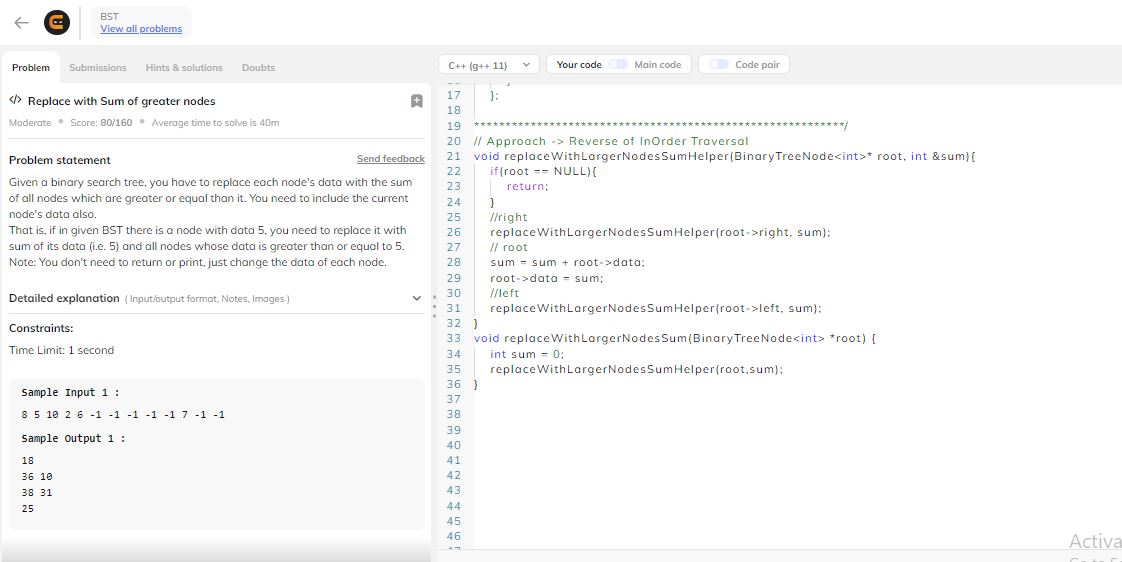 BST
View all problems
Problem Submissions Hints & solutions Doubts
Replace with Sum of greater nodes
Moderate Score: 80/160 Average time to solve is 40m
Problem statement Send feedback
Given a binary search tree, you have to replace each node's data with the sum
of all nodes which are greater or equal than it. You need to include the current
node's data also.
That is, if in given BST there is a node with data 5, you need to replace it with
sum of its data (i.e. 5) and all nodes whose data is greater than or equal to 5.
Note: You don't need to return or print, just change the data of each node.
Detailed explanation ( Input/output format, Notes, Images )
Constraints:
Time Limit: 1 second
Sample Input 1 :
8 5 10 2 6 -1 -1 -1 -1 -1 7 -1 -1
Sample Output 1 :
18
36 10
38 31
25
C++ (g++ 11) Your code Main code Code pair
17 };
18
19 ************************************************************/
20 // Approach -> Reverse of InOrder Traversal
21 void replaceWithLargerNodesSumHelper(BinaryTreeNode<int>* root, int &sum){
22 if(root == NULL){
23 return;
24 }
25 //right
26 replaceWithLargerNodesSumHelper(root->right, sum);
27 // root
28 sum = sum + root->data;
29 root->data = sum;
30 //left
31 replaceWithLargerNodesSumHelper(root->left, sum);
32 }
33 void replaceWithLargerNodesSum(BinaryTreeNode<int> *root) {
34 int sum = 0;
35 replaceWithLargerNodesSumHelper(root,sum);
36 }
37
38
39
40
41
42
43
44
45
46